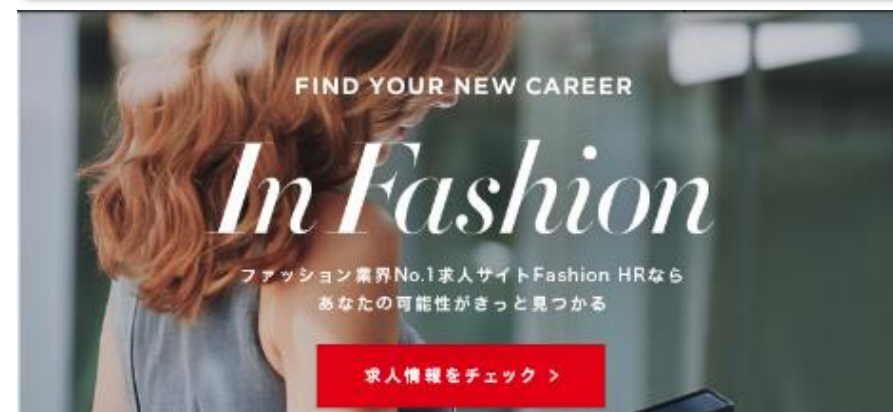 FIND YOUR NEW CAREER
In Fashion
ファッション業界No.1求人サイトFashion HRなら
あなたの可能性がきっと見つかる
求人情報をチェック >